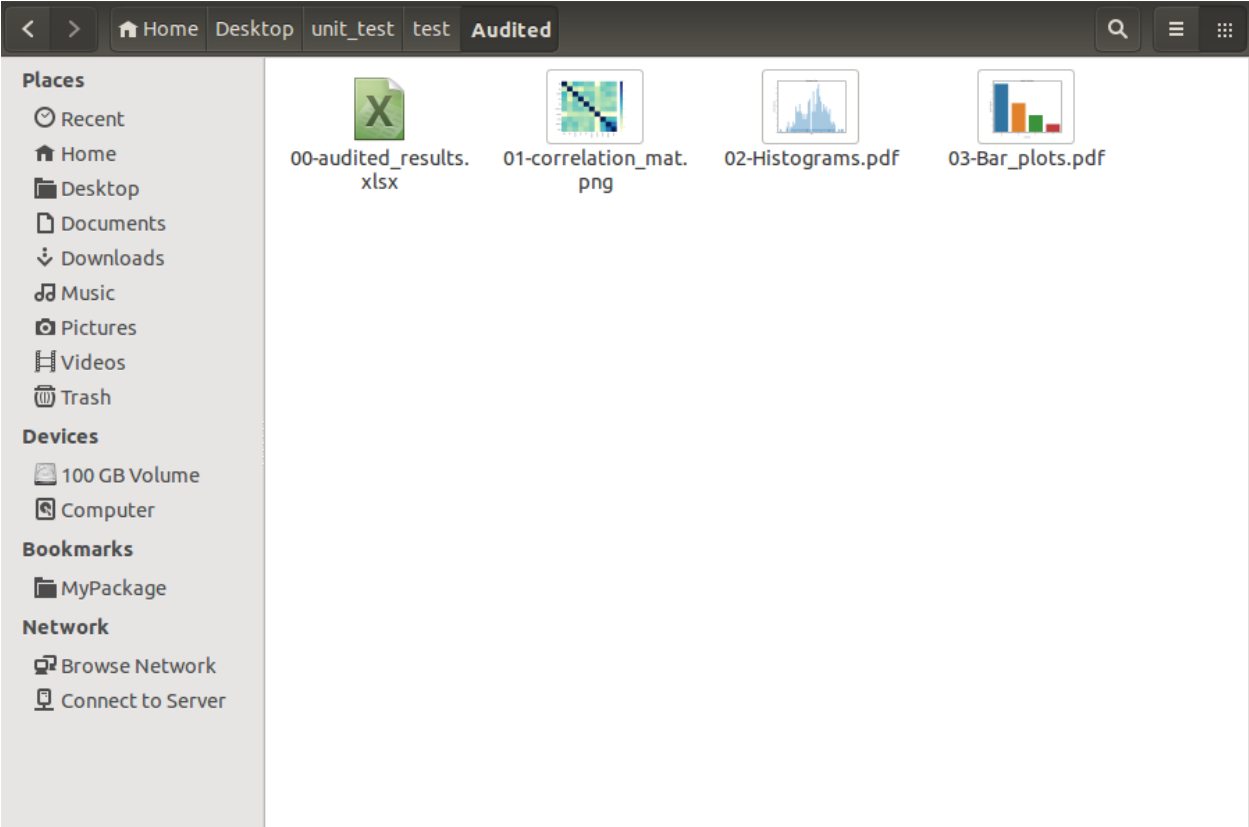 Home Desktop unit_test test Audited
Places
Recent
Home
Desktop
Documents
Downloads
Music
Pictures
Videos
Trash
Devices
100 GB Volume
Computer
Bookmarks
MyPackage
Network
Browse Network
Connect to Server
00-audited_results.
xlsx
01-correlation_mat.
png
02-Histograms.pdf
03-Bar_plots.pdf